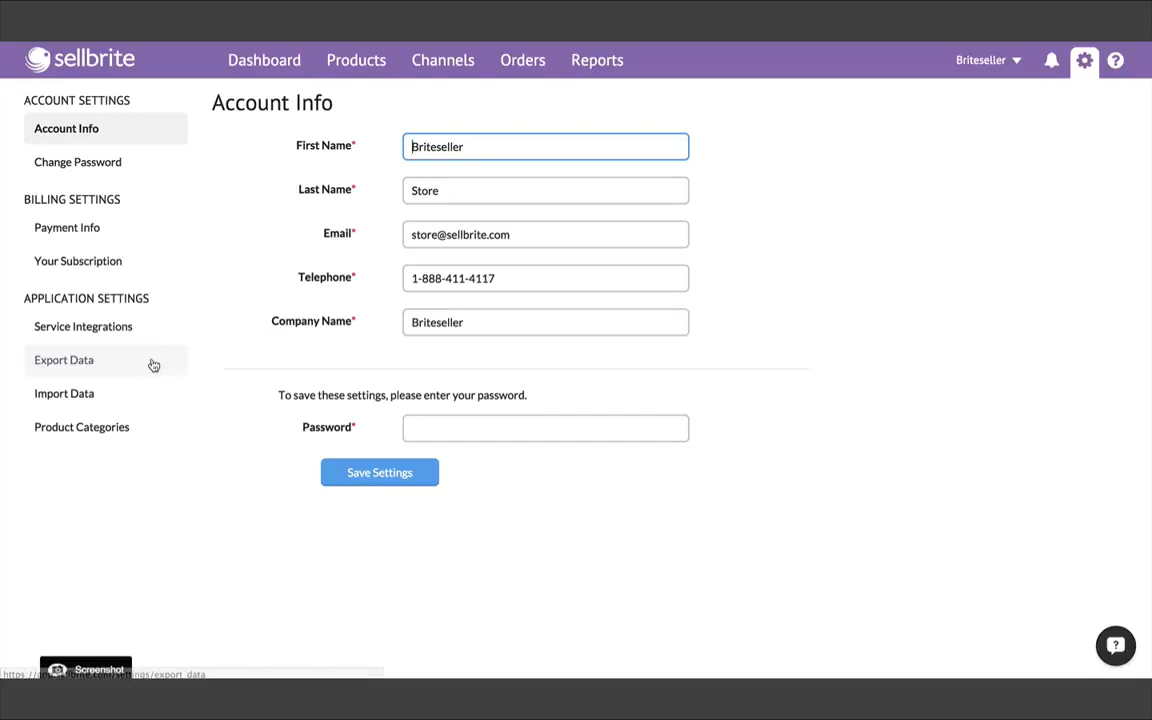 sellbrite
Dashboard Products Channels Orders Reports
Briteseller
ACCOUNT SETTINGS
Account Info
Change Password
BILLING SETTINGS
Payment Info
Your Subscription
APPLICATION SETTINGS
Service Integrations
Export Data
Import Data
Product Categories
Account Info
First Name* Briteseller
Last Name* Store
Email* store@sellbrite.com
Telephone* 1-888-411-4117
Company Name* Briteseller
To save these settings, please enter your password.
Password*
Save Settings
Screenshot